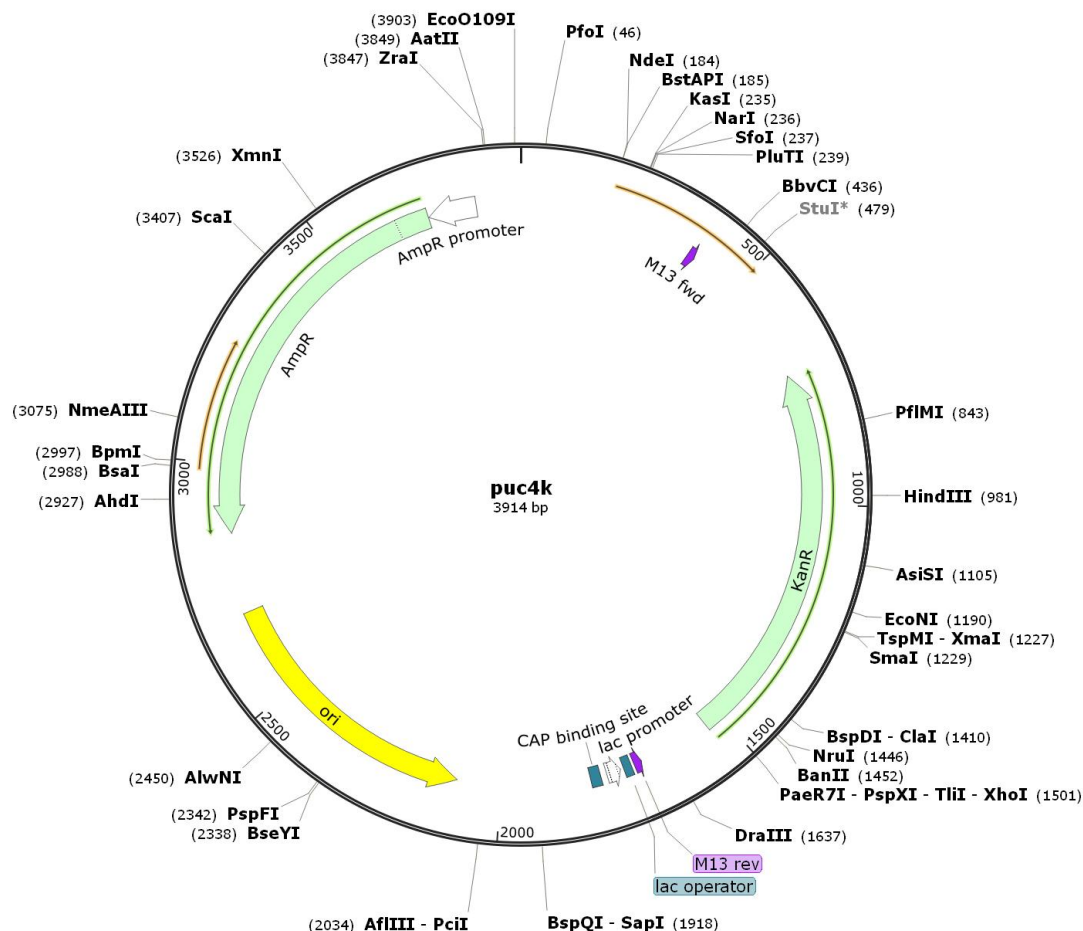 (3903) EcoO109I
(3849) AatII
(3847) ZraI
PfoI (46)
NdeI (184)
BstAPI (185)
KasI (235)
NarI (236)
SfoI (237)
PluTI (239)
XmnI (3526)
BbvCI (436)
StuI* (479)
(3407) ScaI
3500
500
AmpR promoter
M13 fwd
AmpR
(3075) NmeAIII
PflMI (843)
(2997) BpmI
(2988) BsaI
(2927) AhdI
3000
puc4k
3914 bp
1000
HindIII (981)
KanR
AsiSI (1105)
EcoNI (1190)
TspMI - XmaI (1227)
SmaI (1229)
ori
2500
CAP binding site
lac promoter
1500
BspDI - ClaI (1410)
NruI (1446)
BanII (1452)
PaeR7I - PspXI - TliI - XhoI (1501)
(2450) AlwNI
(2342) PspFI
(2338) BseYI
2000
DraIII (1637)
M13 rev
lac operator
(2034) AflIII - PciI
BspQI - SapI (1918)